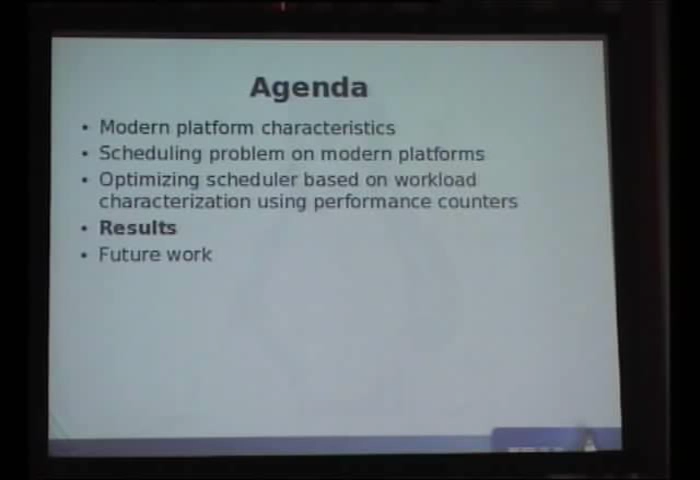 Agenda
• Modern platform characteristics
• Scheduling problem on modern platforms
• Optimizing scheduler based on workload
characterization using performance counters
• Results
• Future work